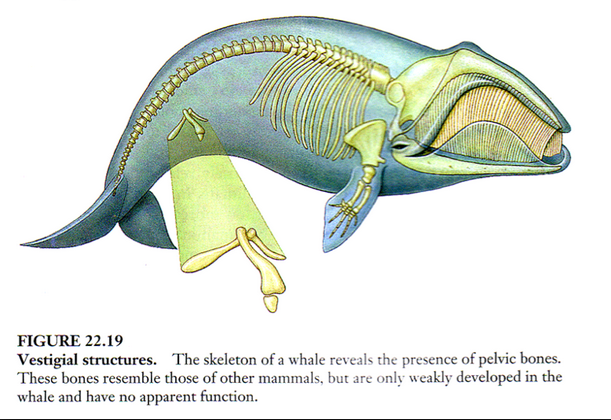 FIGURE 22.19
Vestigial structures. The skeleton of a whale reveals the presence of pelvic bones.
These bones resemble those of other mammals, but are only weakly developed in the
whale and have no apparent function.